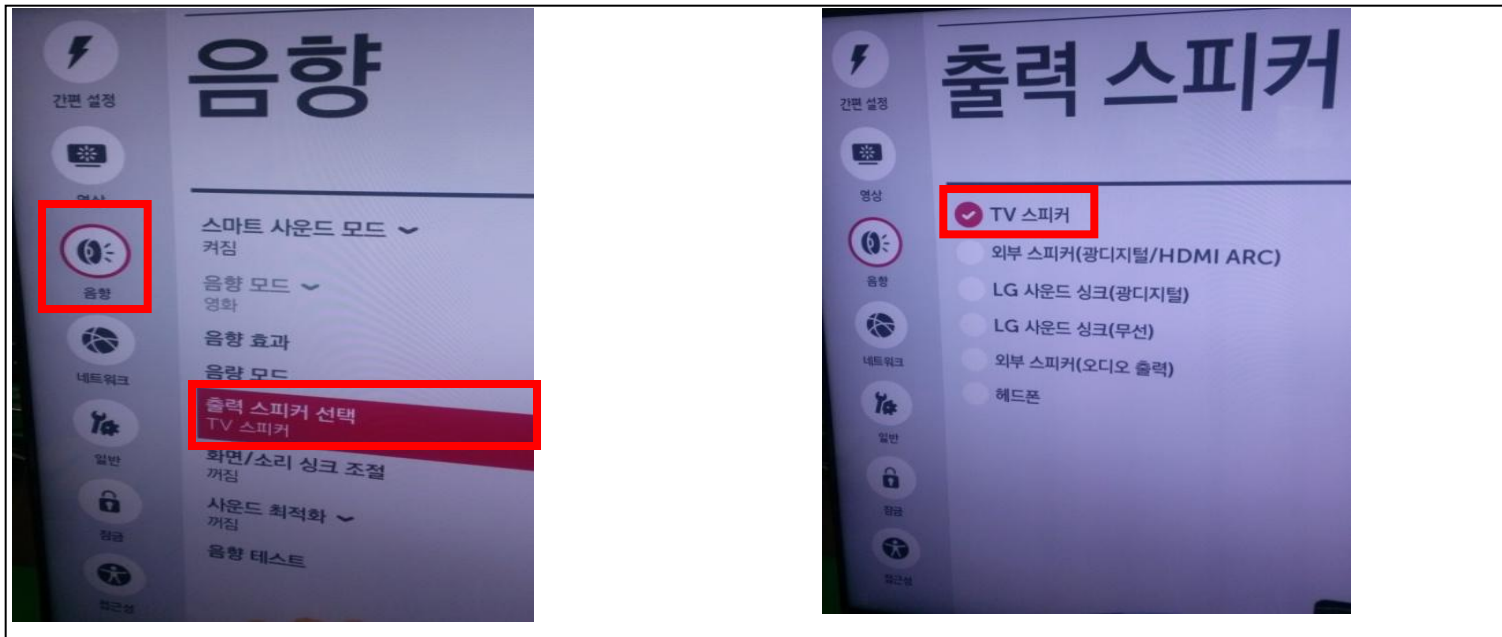 음향
간편 설정
영상
음향
네트워크
일반
잠금
접근성
스마트 사운드 모드
켜짐
음향 모드
영화
음향 효과
음량 모드
출력 스피커 선택
TV 스피커
화면/소리 싱크 조절
꺼짐
사운드 최적화
꺼짐
음향 테스트
출력 스피커
간편 설정
영상
음향
네트워크
일반
잠금
접근성
TV 스피커
외부 스피커(광디지털/HDMI ARC)
LG 사운드 싱크(광디지털)
LG 사운드 싱크(무선)
외부 스피커(오디오 출력)
헤드폰